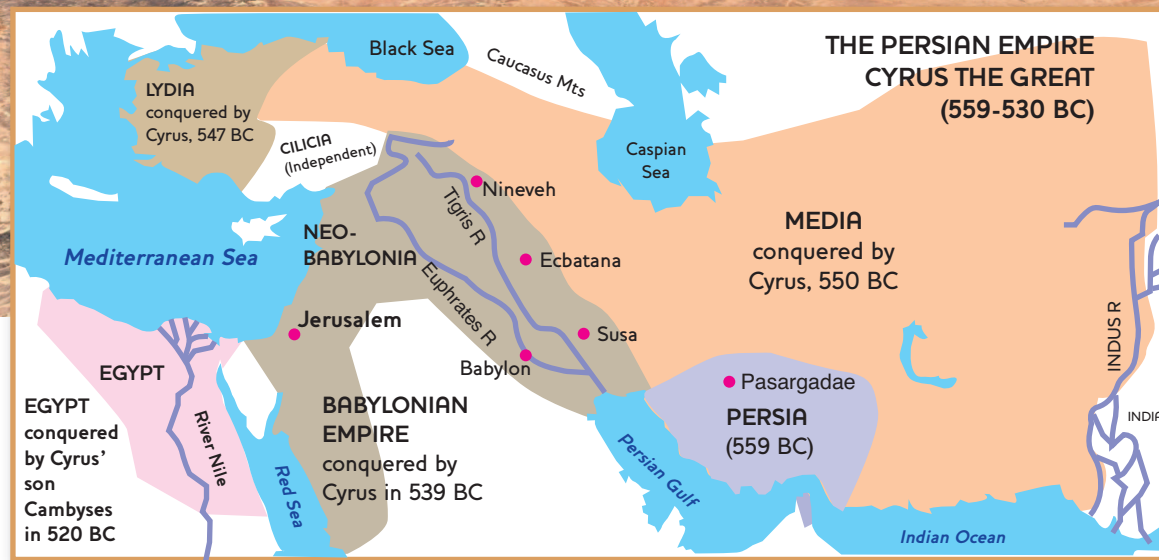 THE PERSIAN EMPIRE
CYRUS THE GREAT
(559-530 BC)
Black Sea
Caucasus Mts
LYDIA
conquered by
Cyrus, 547 BC
CILICIA
(Independent)
Caspian
Sea
Nineveh
Tigris R
MEDIA
conquered by
Cyrus, 550 BC
NEO-
BABYLONIA
Mediterranean Sea
Ecbatana
Euphrates R
Jerusalem
Susa
INDUS R
Babylon
EGYPT
Pasargadae
PERSIA
(559 BC)
BABYLONIAN
EMPIRE
conquered by
Cyrus in 539 BC
EGYPT
conquered
by Cyrus’
son
Cambyses
in 520 BC
River Nile
Red Sea
Persian Gulf
INDIA
Indian Ocean